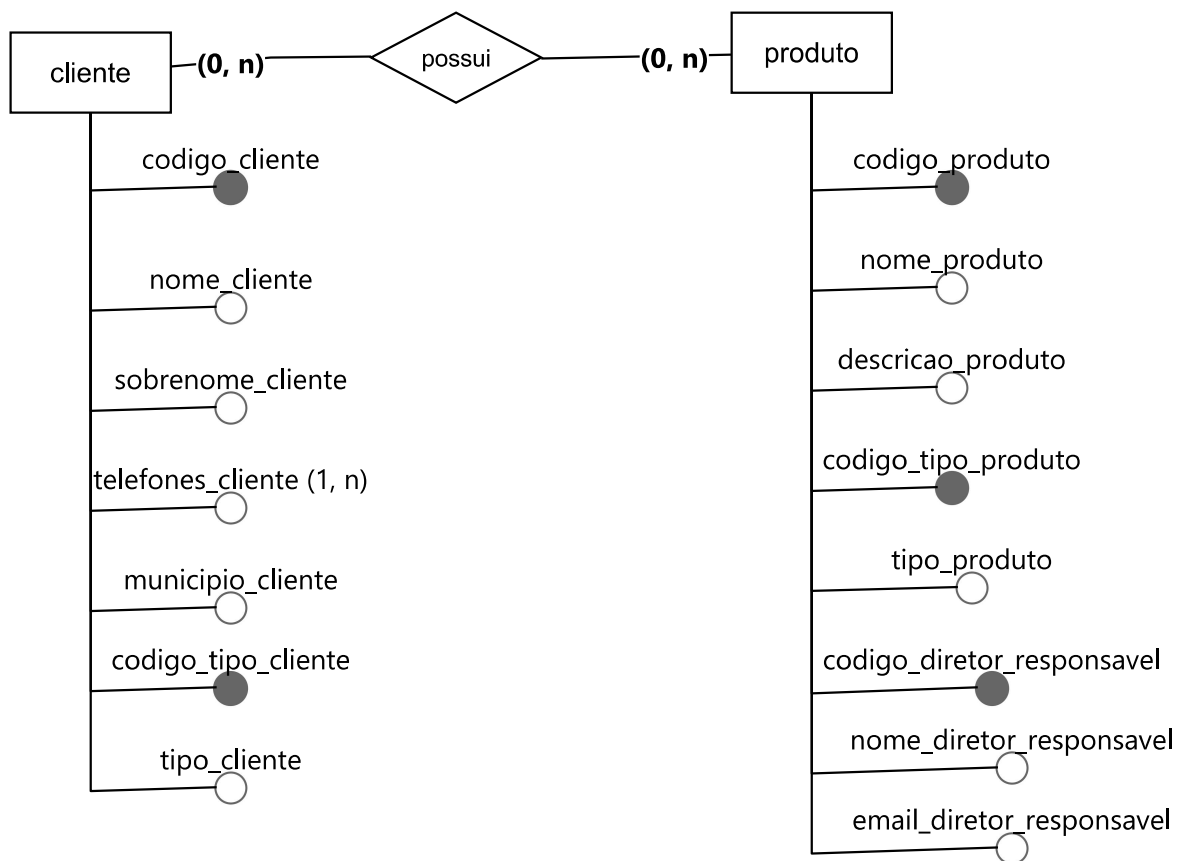 cliente
(0, n)
possui
(0, n)
produto
codigo_cliente
nome_cliente
sobrenome_cliente
telefones_cliente (1, n)
municipio_cliente
codigo_tipo_cliente
tipo_cliente
codigo_produto
nome_produto
descricao_produto
codigo_tipo_produto
tipo_produto
codigo_diretor_responsavel
nome_diretor_responsavel
email_diretor_responsavel